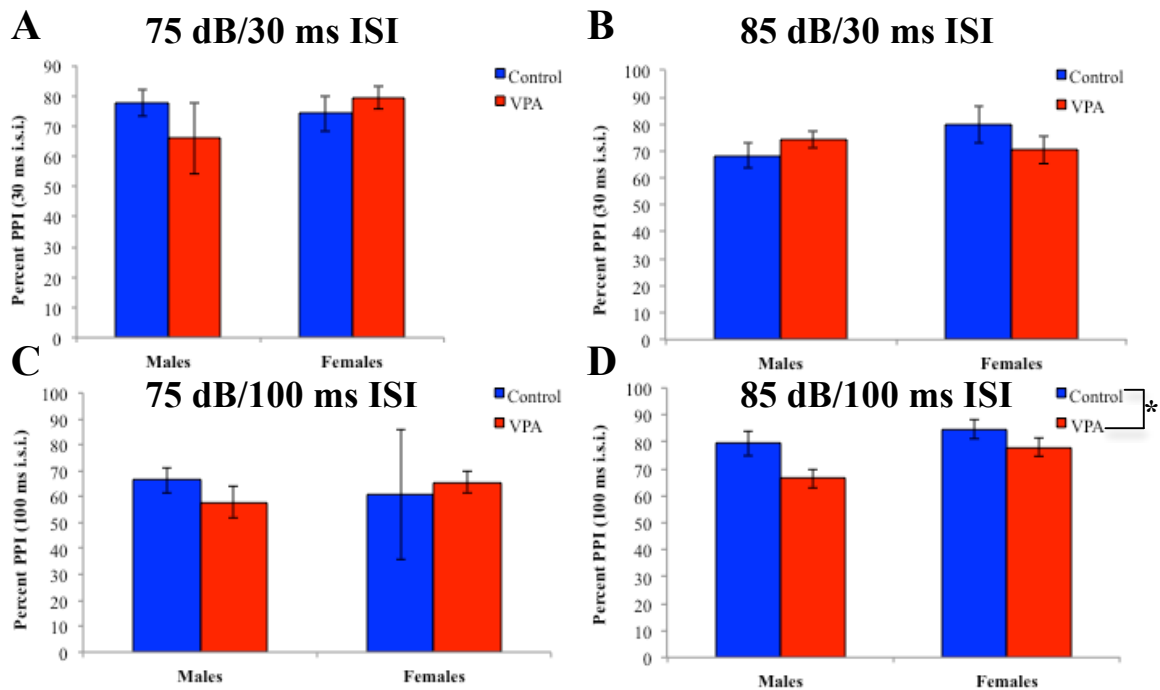 A
75 dB/30 ms ISI
Percent PPI (30 ms i.s.i.)
90
80
70
60
50
40
30
20
10
0
Control
VPA
Males
Females
B
85 dB/30 ms ISI
Percent PPI (30 ms i.s.i.)
100
90
80
70
60
50
40
30
20
10
0
Control
VPA
Males
Females
C
75 dB/100 ms ISI
Percent PPI (100 ms i.s.i.)
100
90
80
70
60
50
40
30
20
10
0
Control
VPA
Males
Females
D
85 dB/100 ms ISI
Percent PPI (100 ms i.s.i.)
100
90
80
70
60
50
40
30
20
10
0
Control
VPA
*
Males
Females